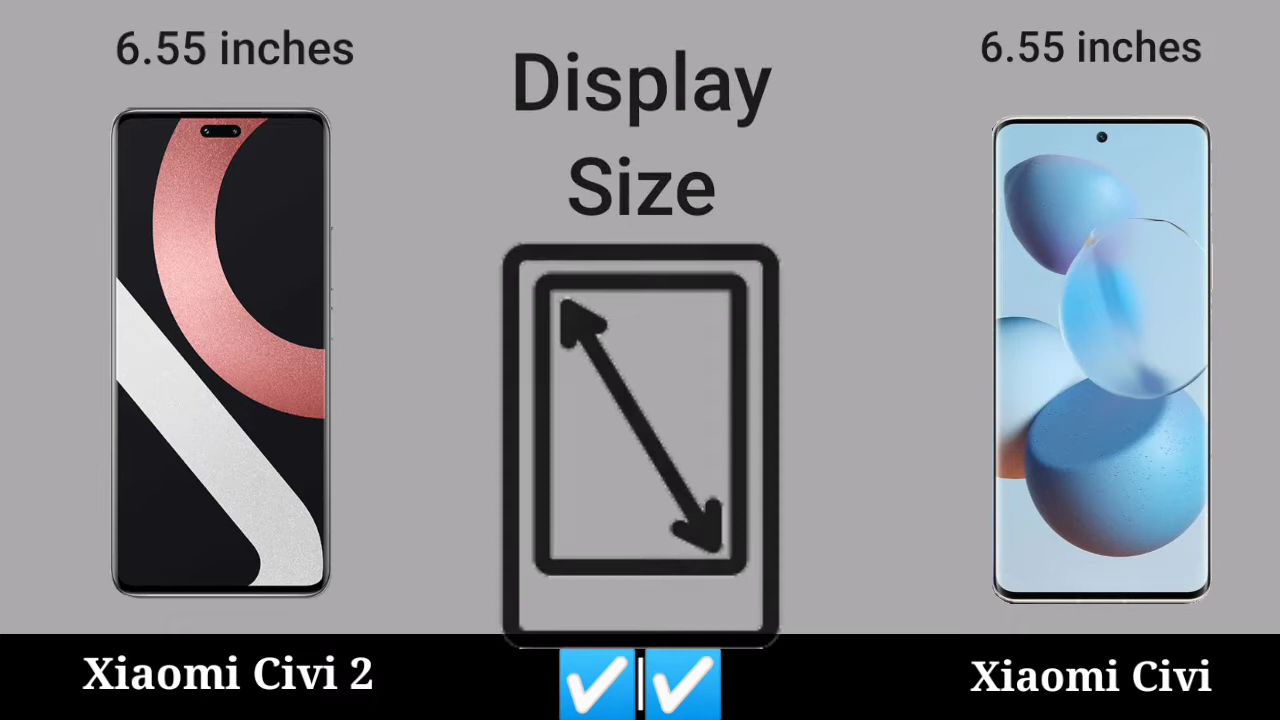 6.55 inches
Display
Size
6.55 inches
Xiaomi Civi 2
Xiaomi Civi